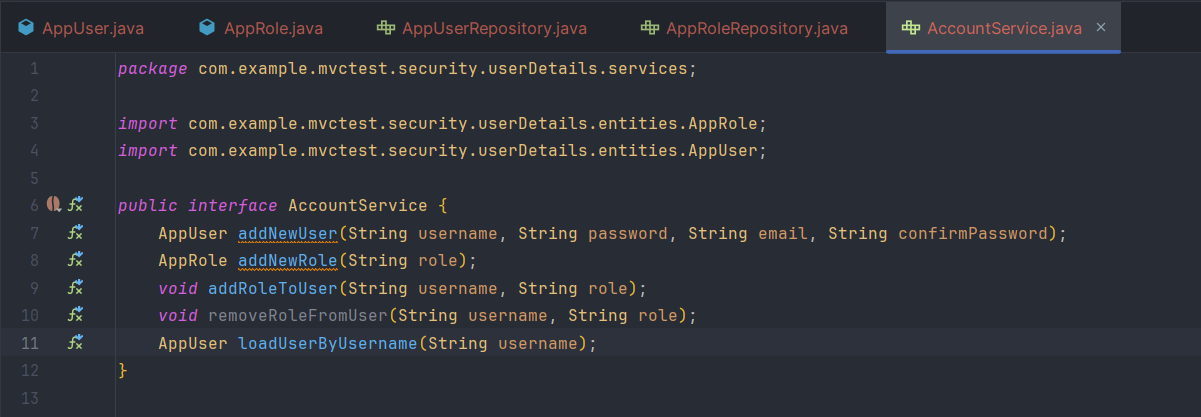 AppUser.java AppRole.java AppUserRepository.java AppRoleRepository.java AccountService.java ×
1 package com.example.mvctest.security.userDetails.services;
2
3 import com.example.mvctest.security.userDetails.entities.AppRole;
4 import com.example.mvctest.security.userDetails.entities.AppUser;
5
6 public interface AccountService {
7 AppUser addNewUser(String username, String password, String email, String confirmPassword);
8 AppRole addNewRole(String role);
9 void addRoleToUser(String username, String role);
10 void removeRoleFromUser(String username, String role);
11 AppUser loadUserByUsername(String username);
12 }
13